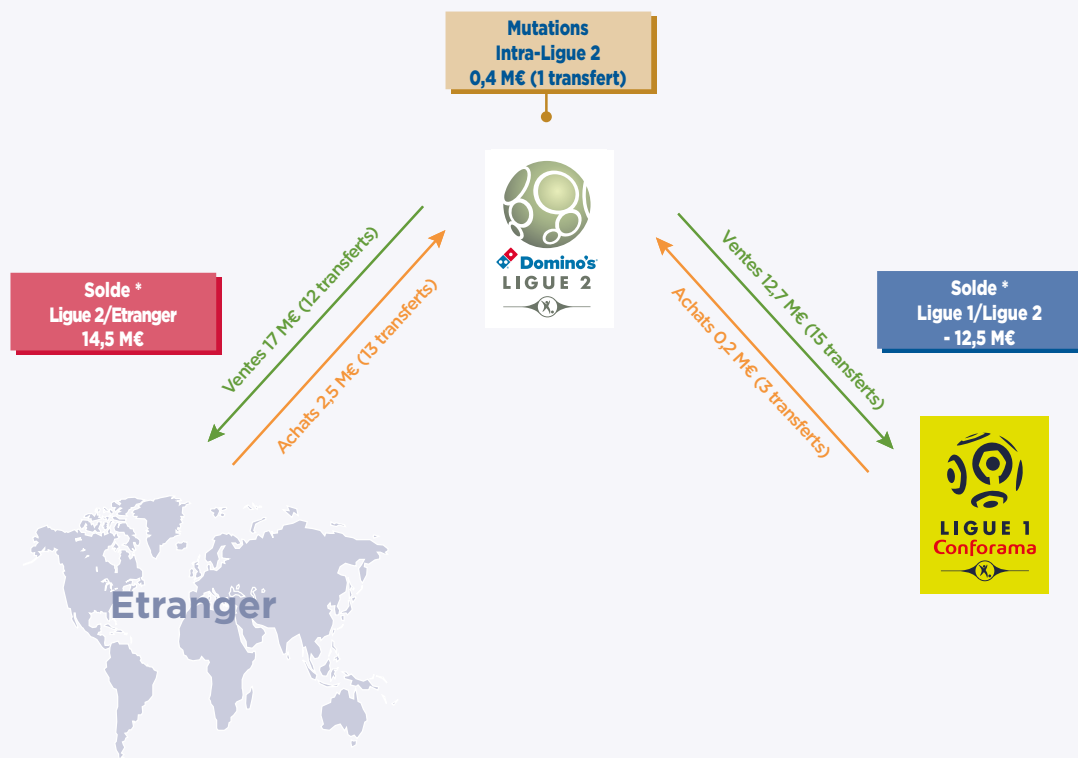 Mutations
Intra-Ligue 2
0,4 M€ (1 transfert)
Domino's
LIGUE 2
Ventes 17 M€ (12 transferts)
Achats 2,5 M€ (13 transferts)
Ventes 12,7 M€ (15 transferts)
Achats 0,2 M€ (3 transferts)
Solde *
Ligue 2/Etranger
14,5 M€
Solde *
Ligue 1/Ligue 2
- 12,5 M€
LIGUE 1
Conforama
Etranger